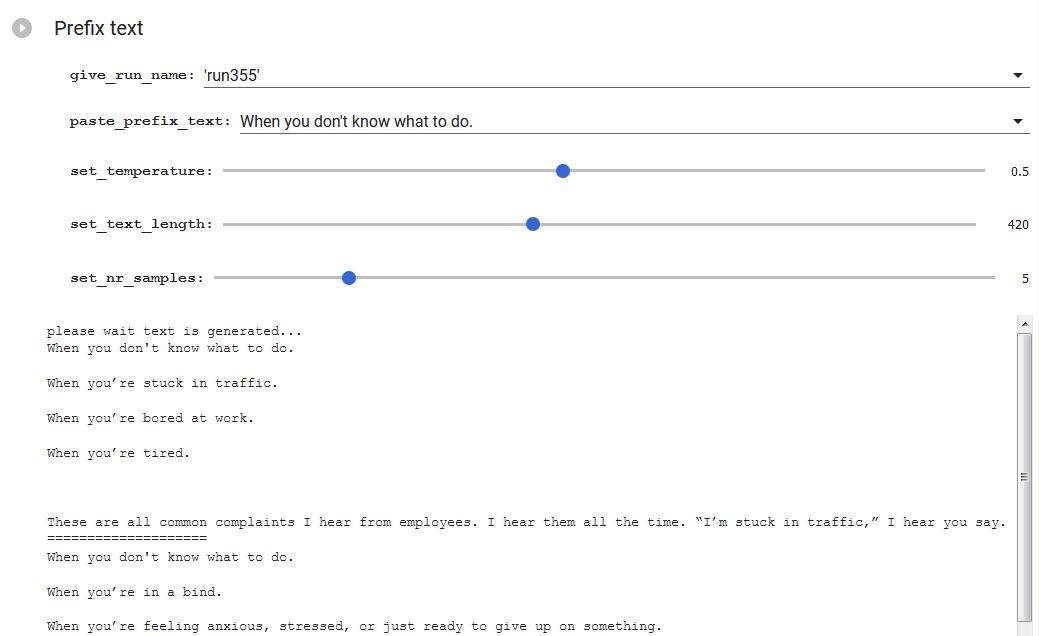 Prefix text
give_run_name: 'run355'
paste_prefix_text: When you don't know what to do.
set_temperature: 0.5
set_text_length: 420
set_nr_samples: 5
please wait text is generated...
When you don't know what to do.
When you’re stuck in traffic.
When you’re bored at work.
When you’re tired.
These are all common complaints I hear from employees. I hear them all the time. “I’m stuck in traffic,” I hear you say.
====================
When you don't know what to do.
When you’re in a bind.
When you’re feeling anxious, stressed, or just ready to give up on something.